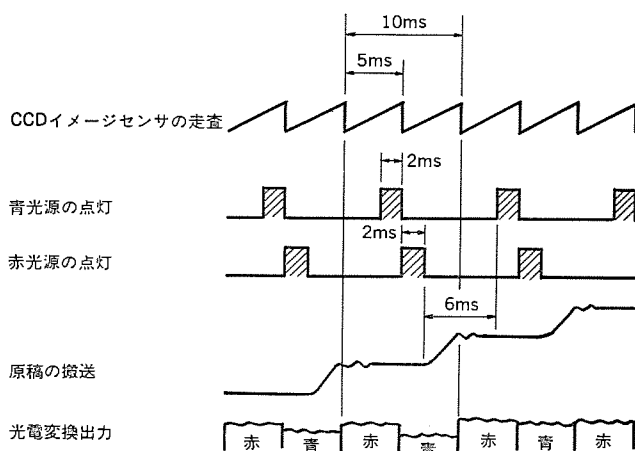 10ms
5ms
CCDイメージセンサの走査
2ms
青光源の点灯
2ms
赤光源の点灯
6ms
原稿の搬送
光電変換出力
赤 青 赤 青 赤 青 赤